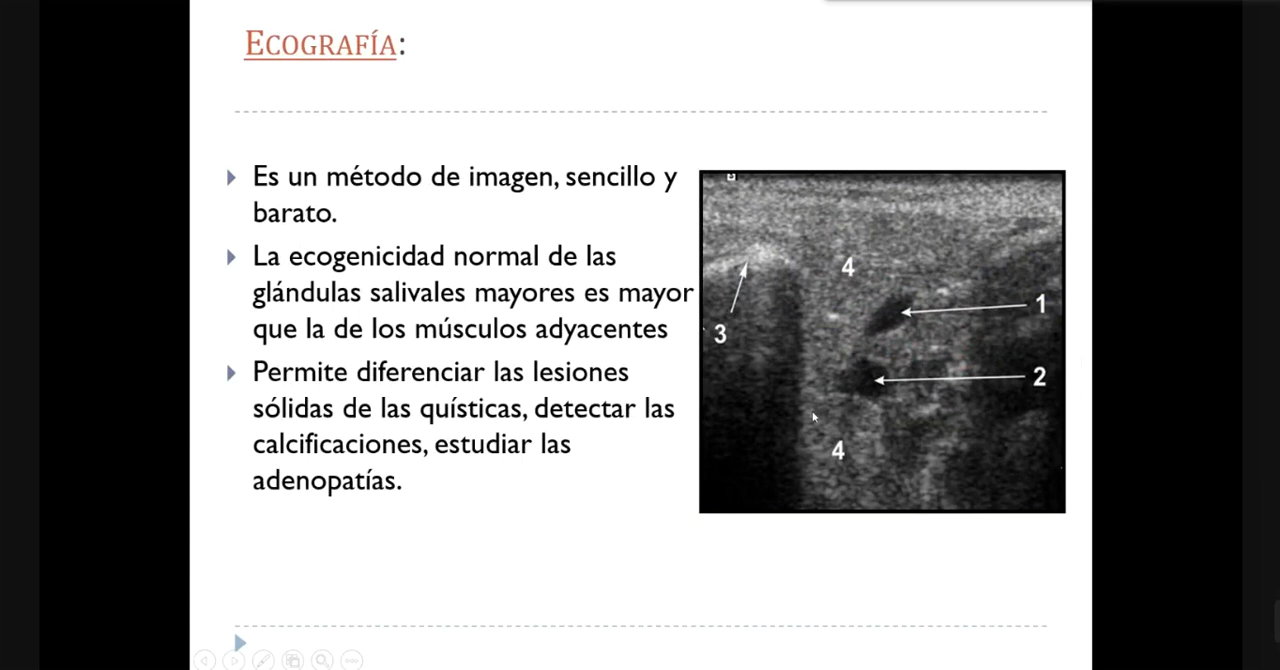 ECOGRAFÍA:
Es un método de imagen, sencillo y
barato.
La ecogenicidad normal de las
glándulas salivales mayores es mayor
que la de los músculos adyacentes
Permite diferenciar las lesiones
sólidas de las quísticas, detectar las
calcificaciones, estudiar las
adenopatías.
4
1
3
2
4